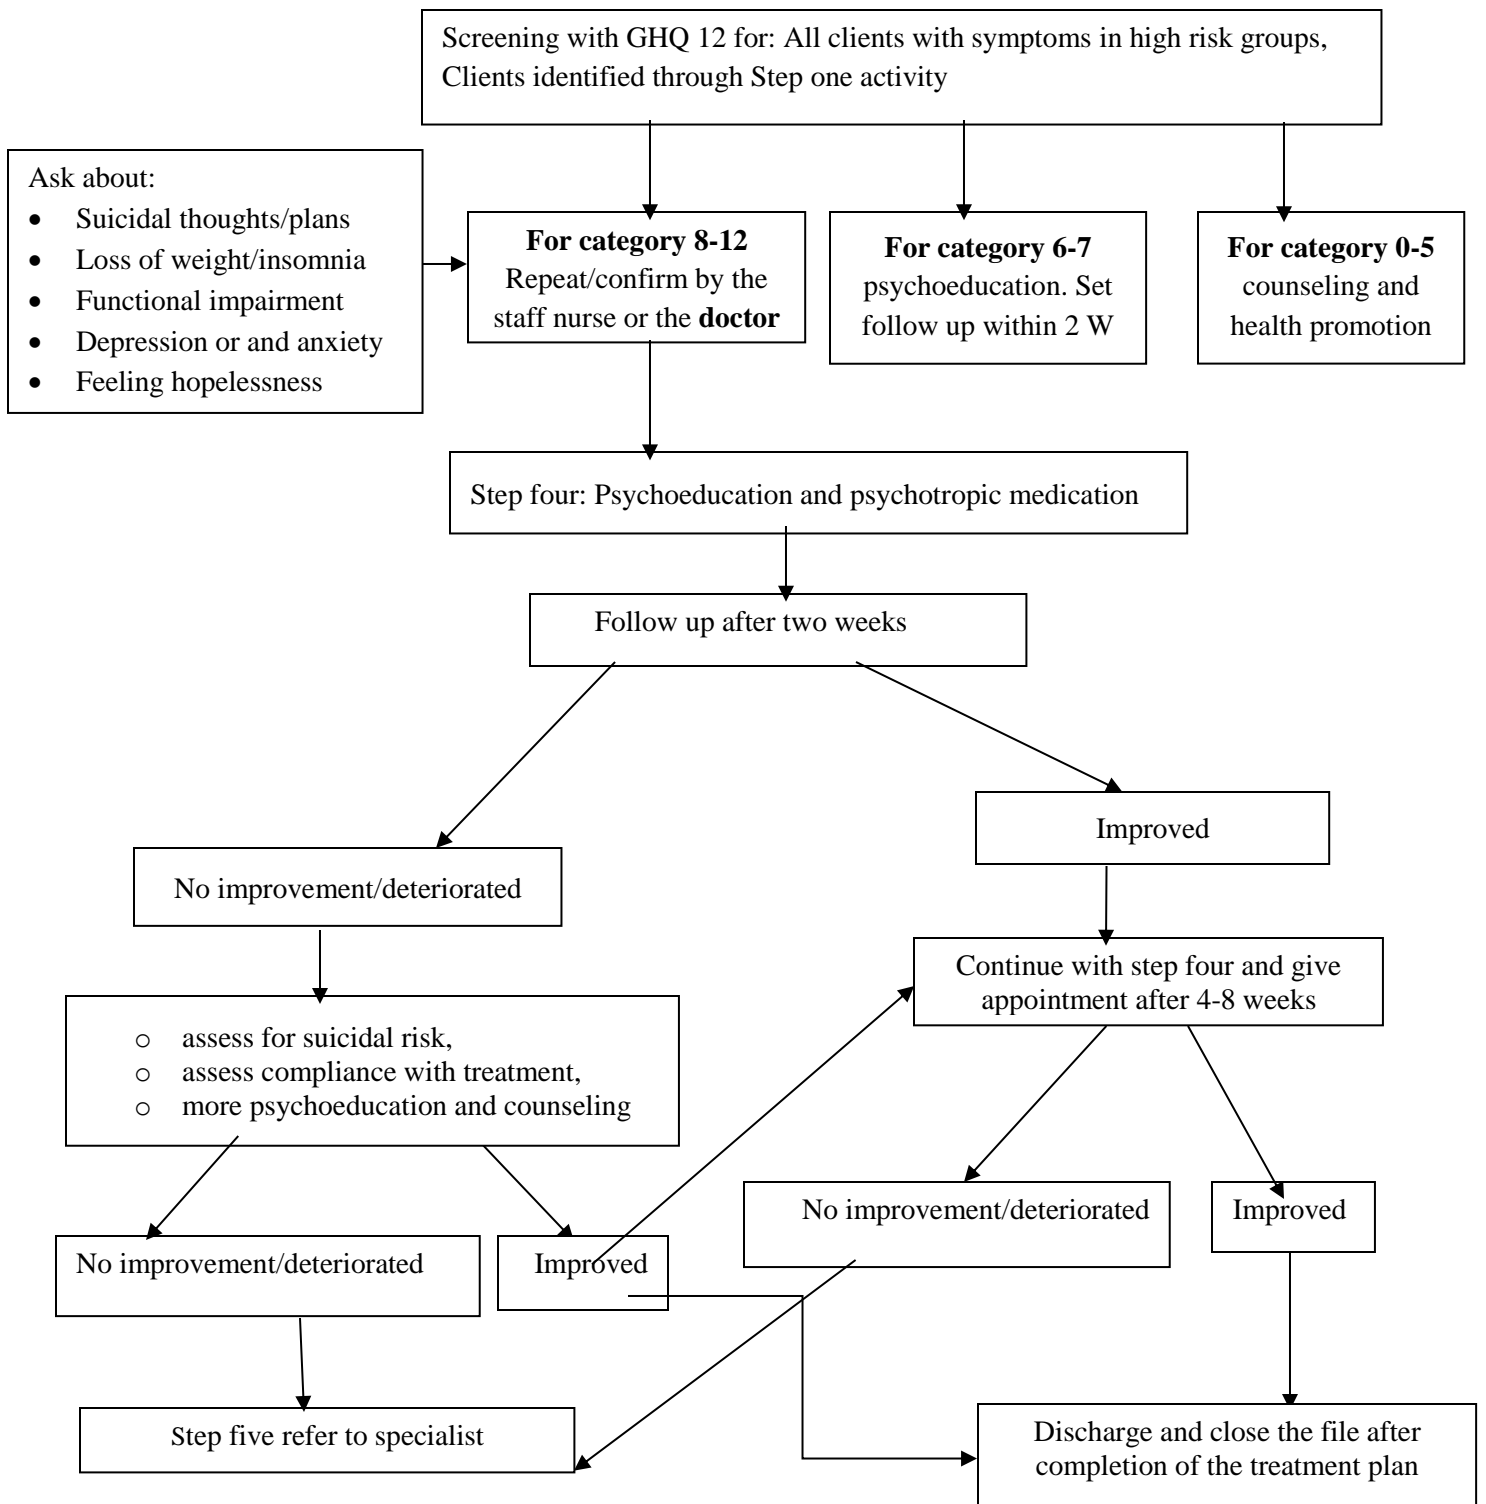 Screening with GHQ 12 for: All clients with symptoms in high risk groups,
Clients identified through Step one activity
Ask about:
• Suicidal thoughts/plans
• Loss of weight/insomnia
• Functional impairment
• Depression or and anxiety
• Feeling hopelessness
For category 8-12
Repeat/confirm by the
staff nurse or the doctor
For category 6-7
psychoeducation. Set
follow up within 2 W
For category 0-5
counseling and
health promotion
Step four: Psychoeducation and psychotropic medication
Follow up after two weeks
Improved
No improvement/deteriorated
Continue with step four and give
appointment after 4-8 weeks
o assess for suicidal risk,
o assess compliance with treatment,
o more psychoeducation and counseling
No improvement/deteriorated
Improved
No improvement/deteriorated
Improved
Step five refer to specialist
Discharge and close the file after
completion of the treatment plan